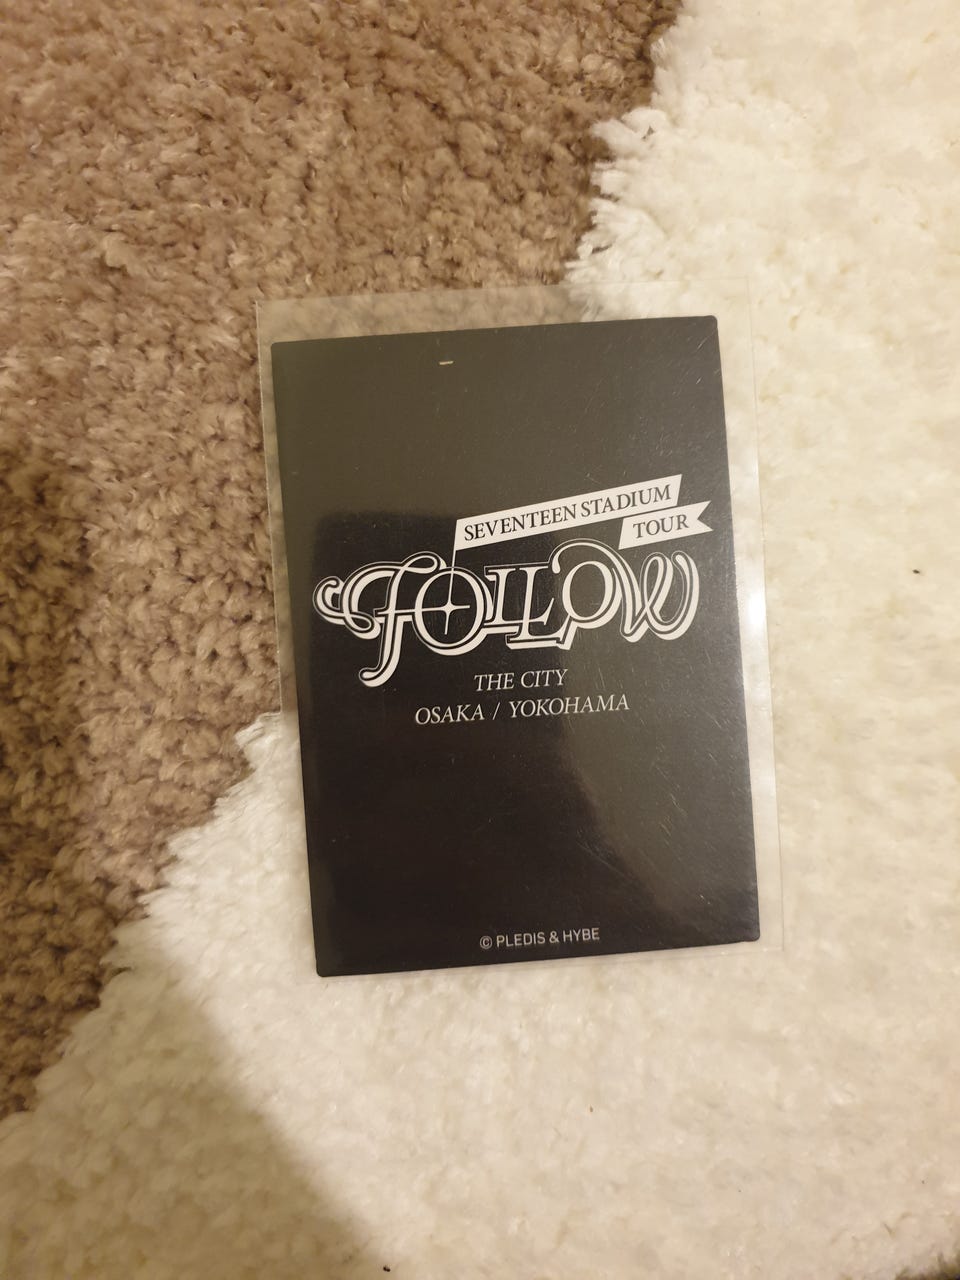 SEVENTEEN STADIUM
TOUR
FOLLOW
THE CITY
OSAKA / YOKOHAMA
© PLEDIS & HYBE